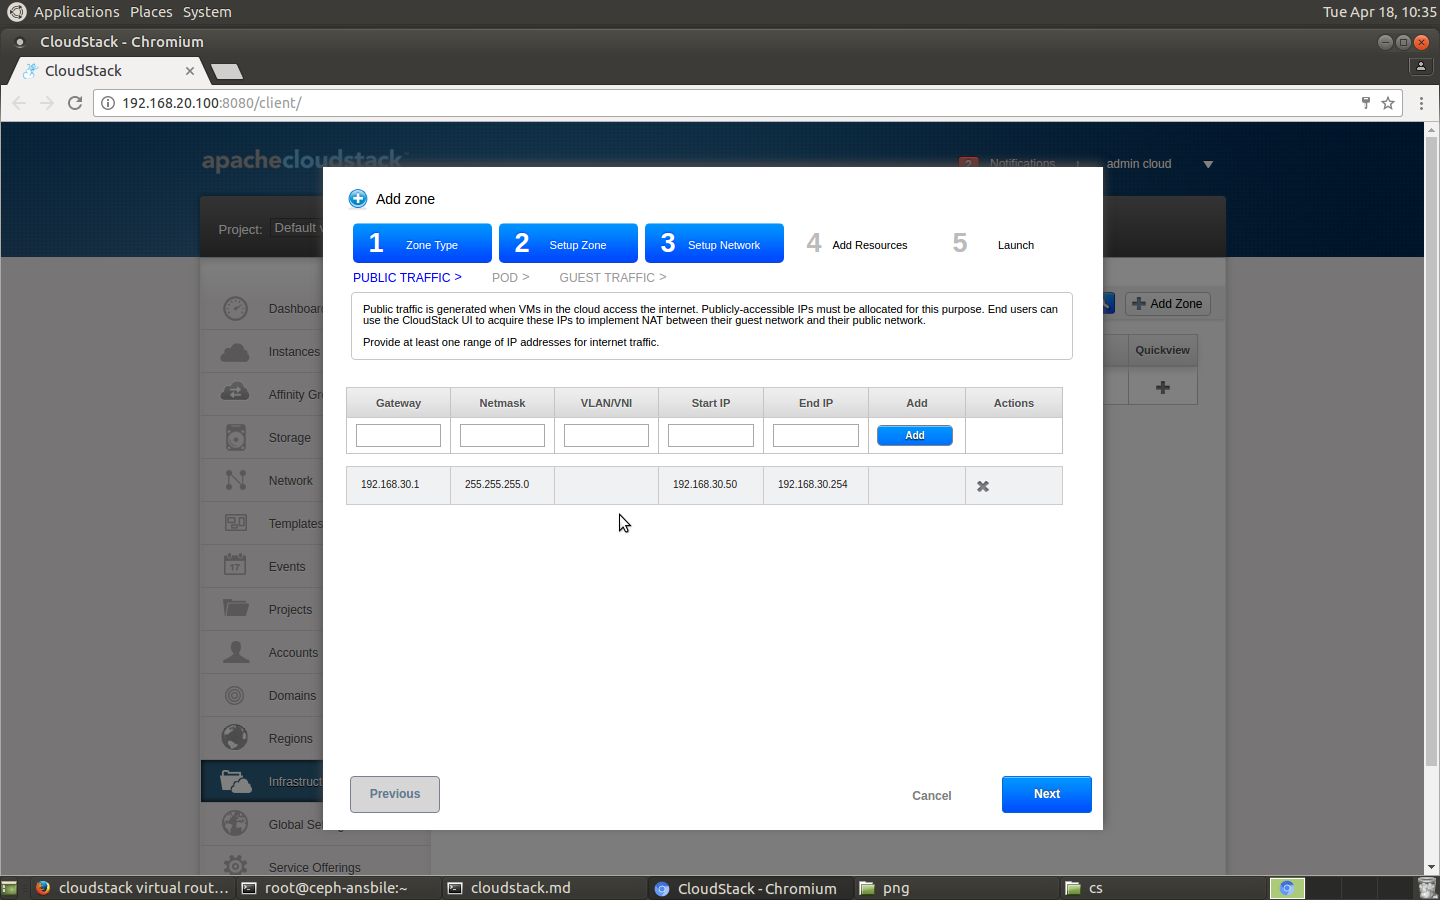 Applications Places System
Tue Apr 18, 10:35
CloudStack - Chromium
CloudStack
192.168.20.100:8080/client/
apachecloudstack
Notifications
admin cloud
Project:
Default
Add zone
1 Zone Type
2 Setup Zone
3 Setup Network
4 Add Resources
5 Launch
PUBLIC TRAFFIC >
POD >
GUEST TRAFFIC >
Public traffic is generated when VMs in the cloud access the internet. Publicly-accessible IPs must be allocated for this purpose. End users can
use the CloudStack UI to acquire these IPs to implement NAT between their guest network and their public network.
Provide at least one range of IP addresses for internet traffic.
Gateway Netmask VLAN/VNI Start IP End IP Add Actions
Add
192.168.30.1 255.255.255.0 192.168.30.50 192.168.30.254
Previous
Cancel
Next
Add Zone
Quickview
Dashboar
Instances
Affinity Gr
Storage
Network
Templates
17
Events
Projects
Accounts
Domains
Regions
Infrastruct
Global Se
Service Offerings
cloudstack virtual rout...
root@ceph-ansbile:~
cloudstack.md
CloudStack - Chromium
png
cs